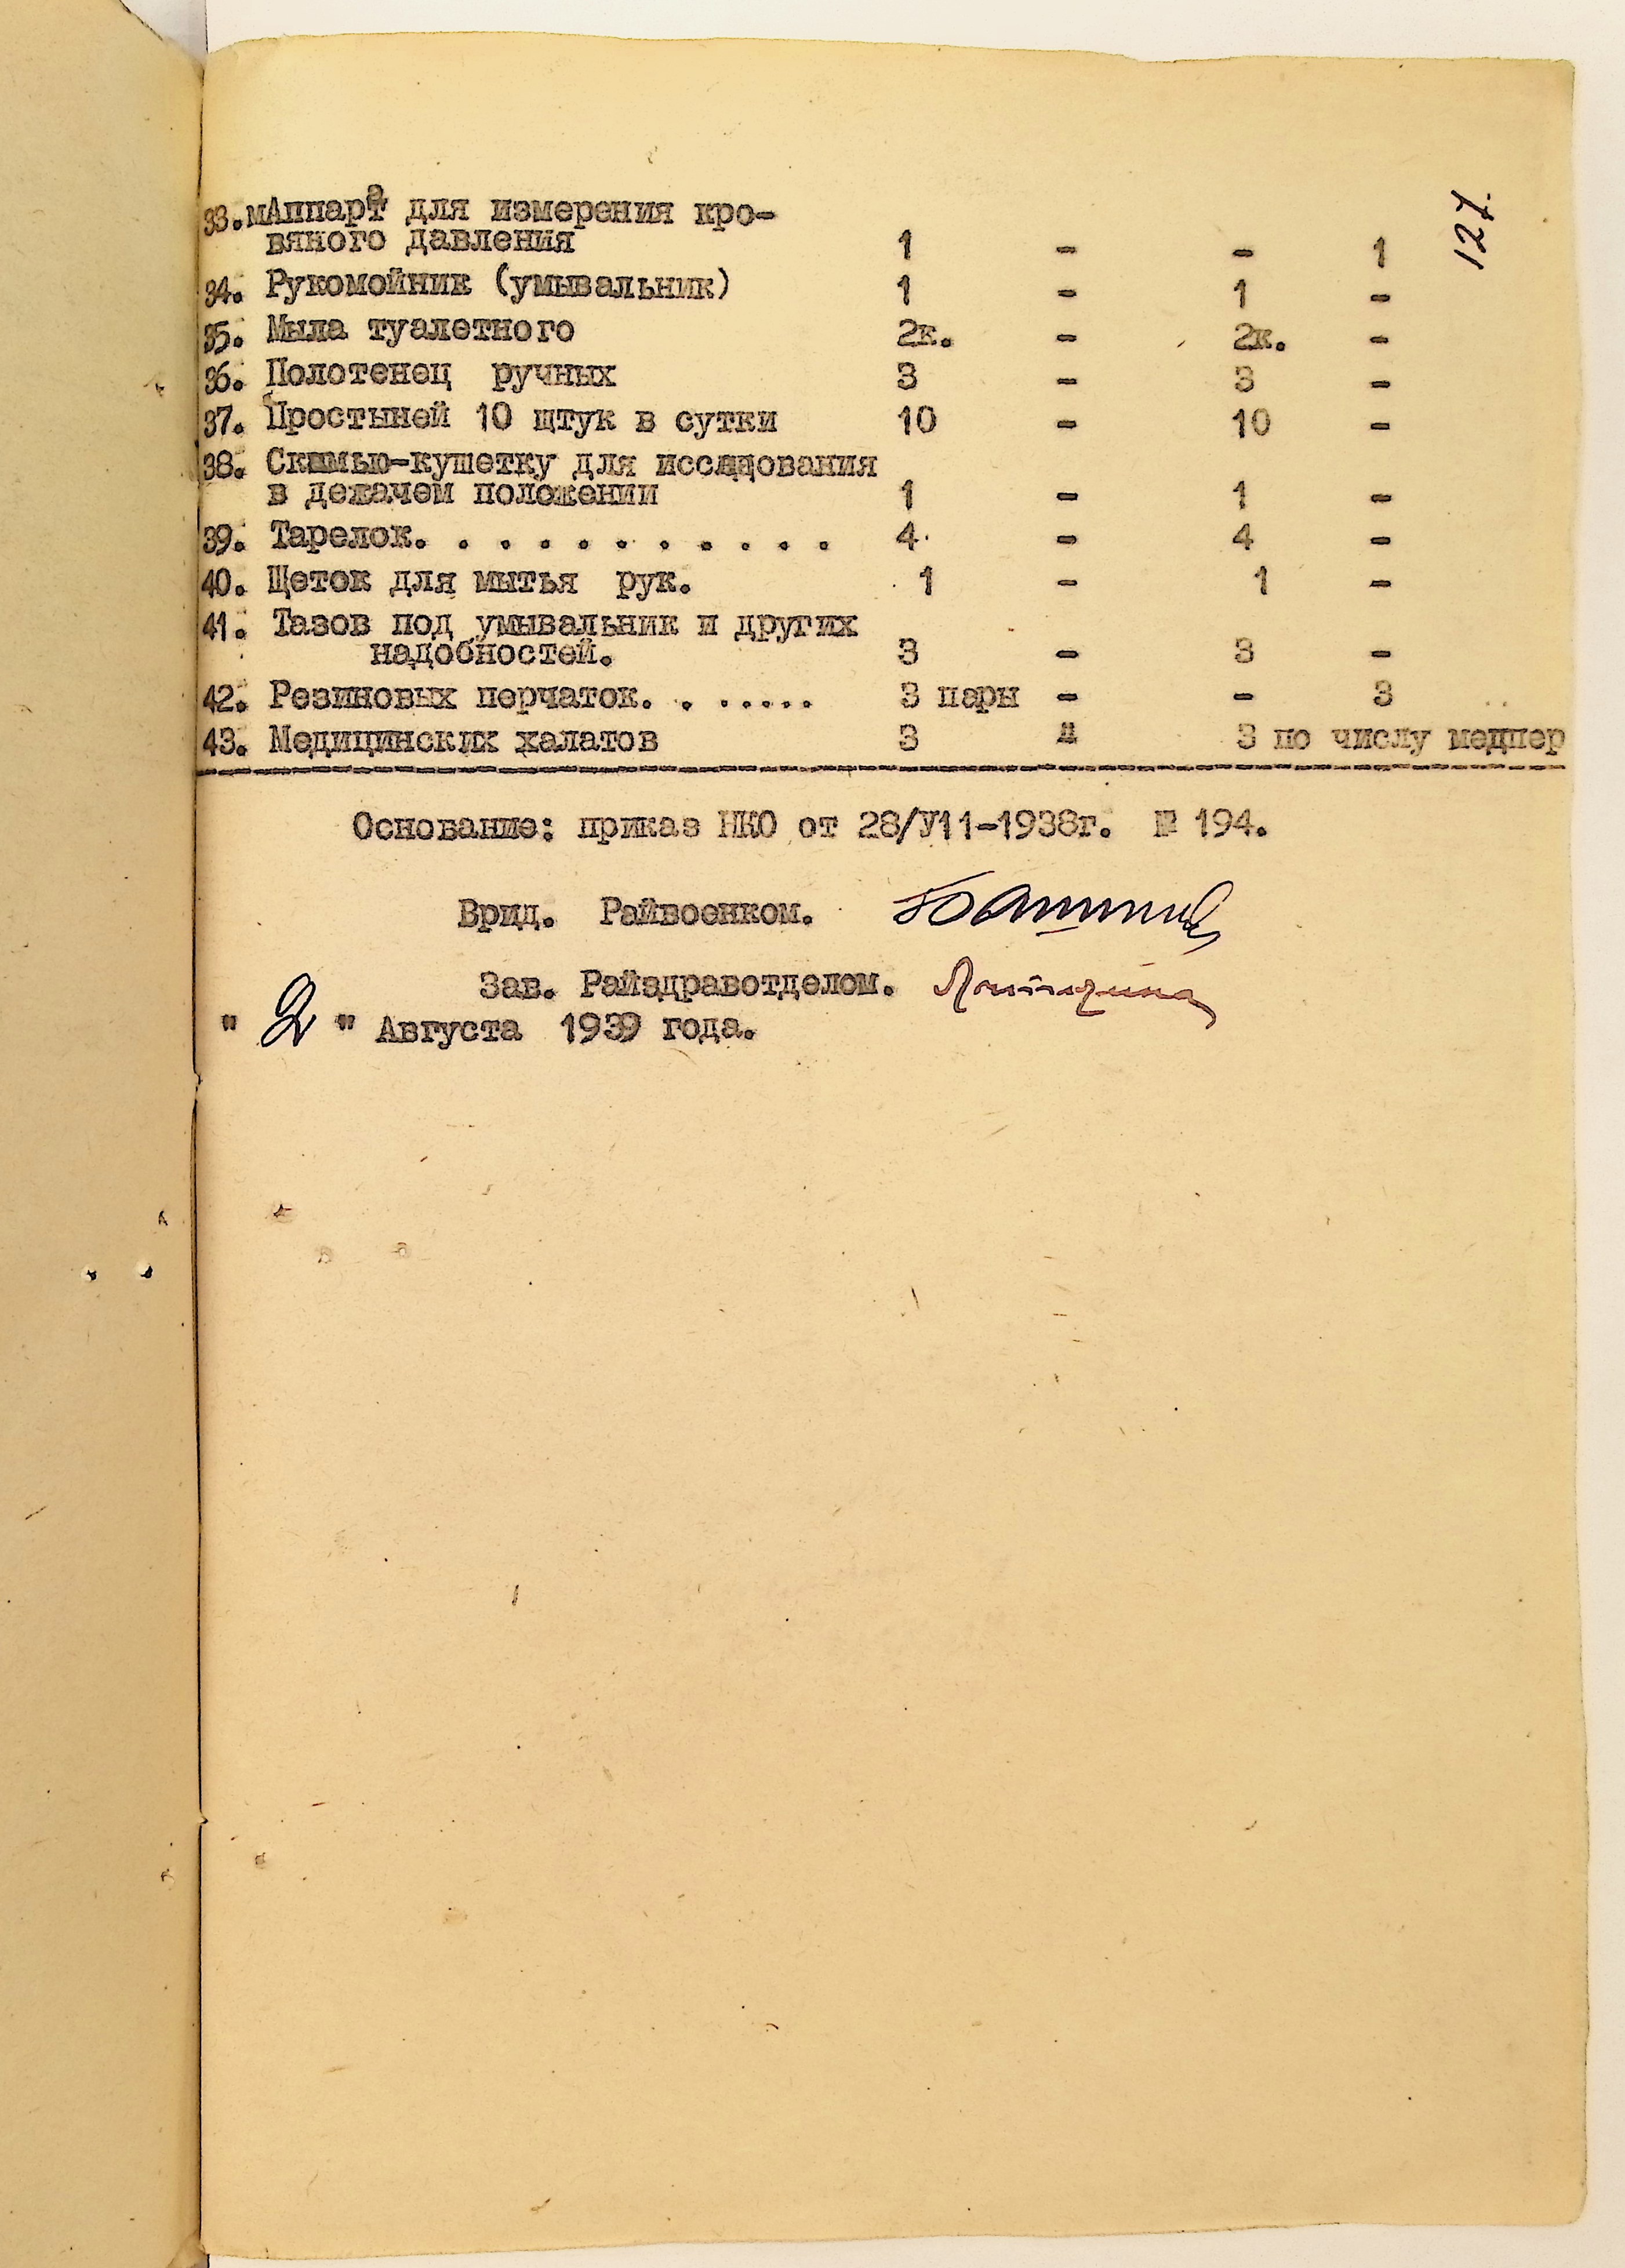 127.
33.мАппарат для измерения кро-
вяного давления 1 - - 1
34. Рукомойник (умывальник) 1 - 1 -
35. Мыла туалетного 2к. - 2к. -
36. Полотенец ручных 3 - 3 -
37. Простыней 10 штук в сутки 10 - 10 -
38. Скамью-кушетку для исследования
в лежачем положении 1 - 1 -
39. Тарелок. . . . . . . . . . . . 4 - 4 -
40. Щеток для мытья рук. 1 - 1 -
41. Тазов под умывальник и других
надобностей. 3 - 3 -
42. Резиновых перчаток. . ...... 3 пары - - 3
43. Медицинских халатов 3 - 3 по числу медпер
Основание: приказ НКО от 28/У11-1938г. № 194.
Врид. Райвоенком.
Зав. Райздравотделом.
" 2 " Августа 1939 года.